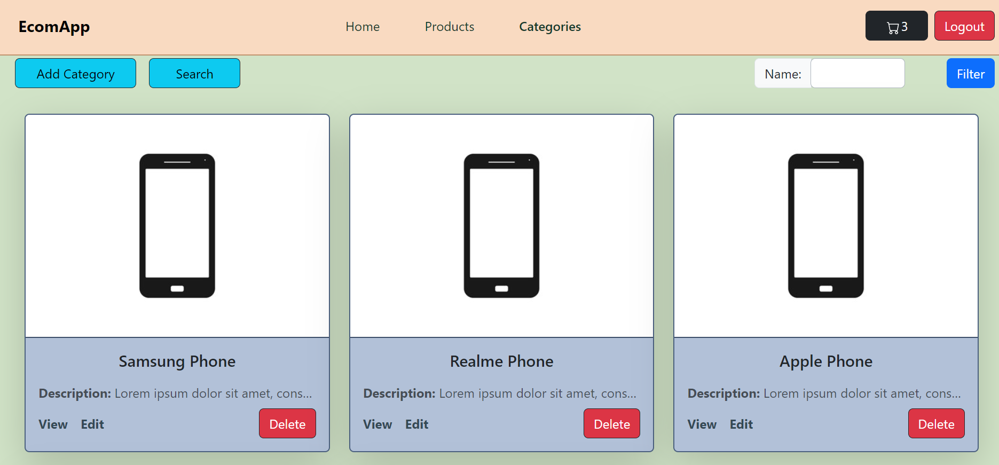 EcomApp Home Products Categories 3 Logout
Add Category Search Name: Filter
Samsung Phone
Description: Lorem ipsum dolor sit amet, cons...
View Edit Delete
Realme Phone
Description: Lorem ipsum dolor sit amet, cons...
View Edit Delete
Apple Phone
Description: Lorem ipsum dolor sit amet, cons...
View Edit Delete